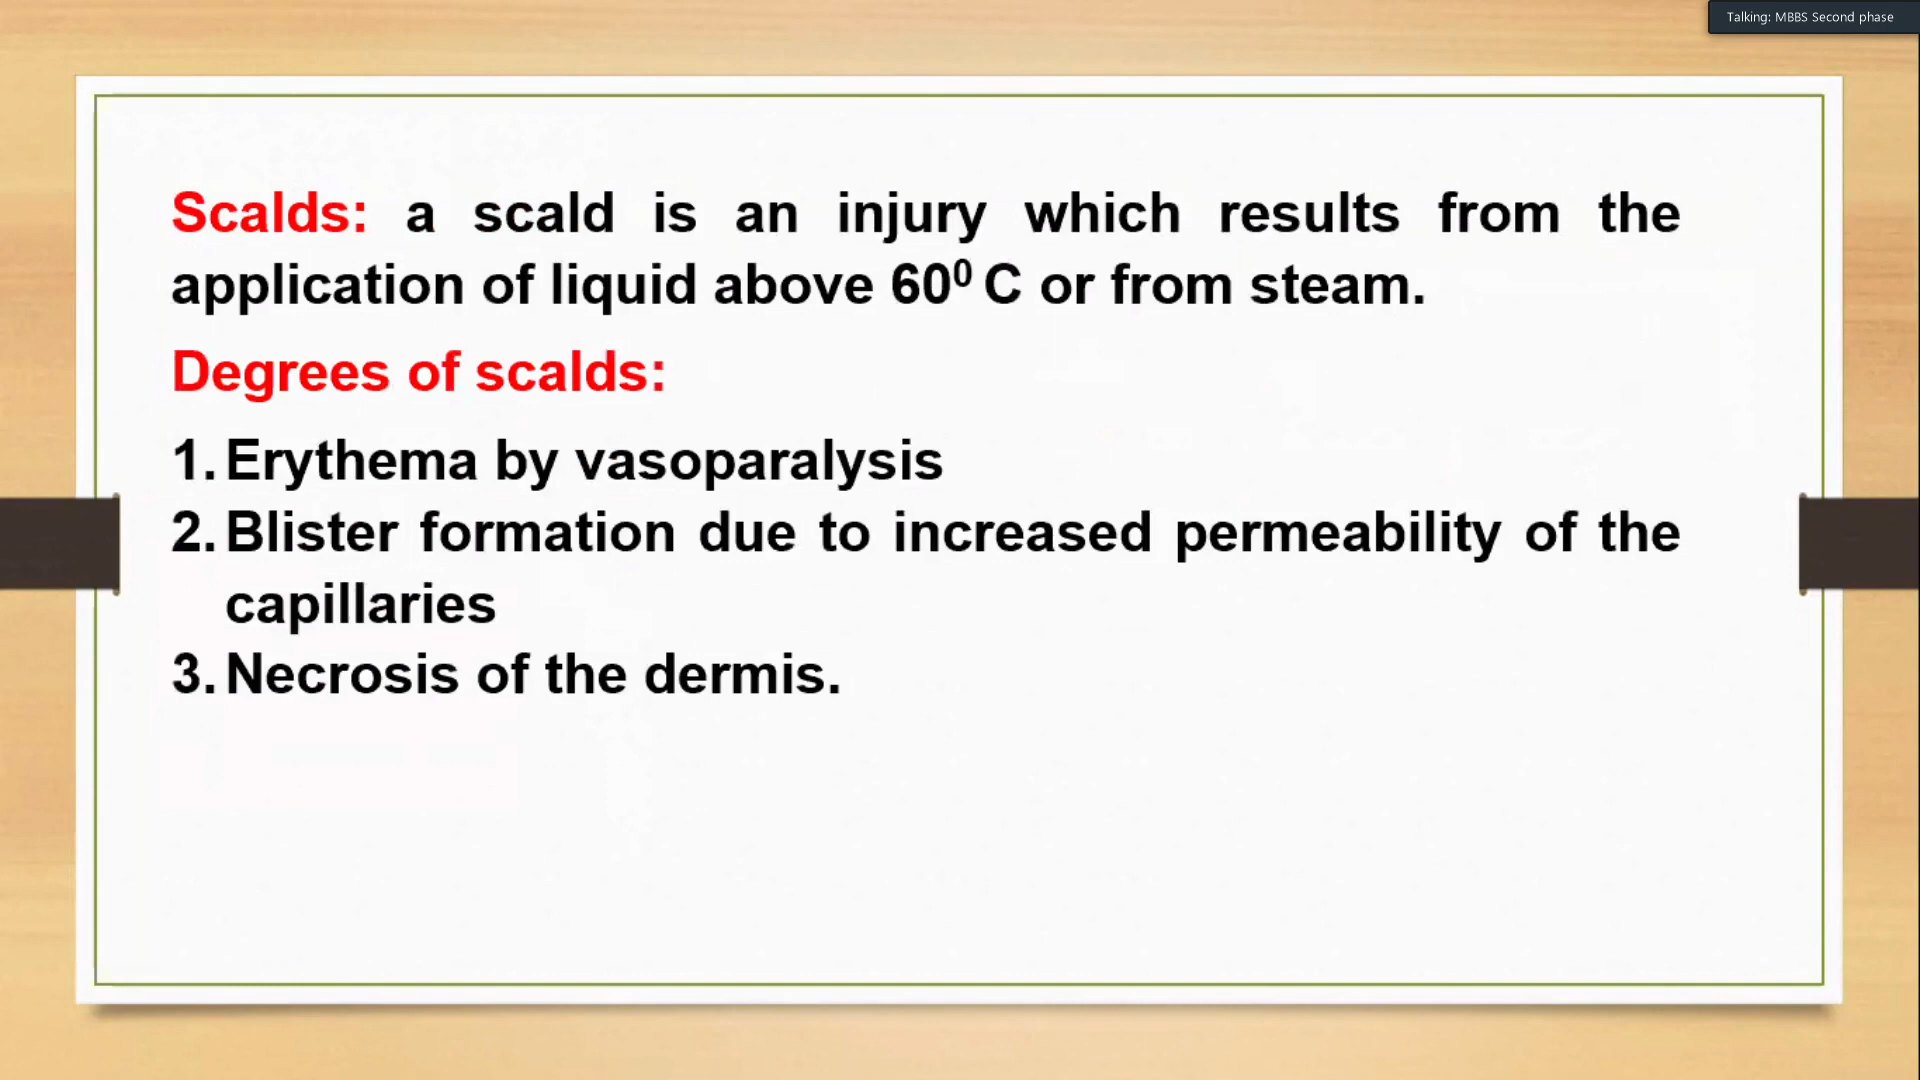 Talking: MBBS Second phase
Scalds: a scald is an injury which results from the
application of liquid above 60⁰ C or from steam.
Degrees of scalds:
1. Erythema by vasoparalysis
2. Blister formation due to increased permeability of the
capillaries
3. Necrosis of the dermis.